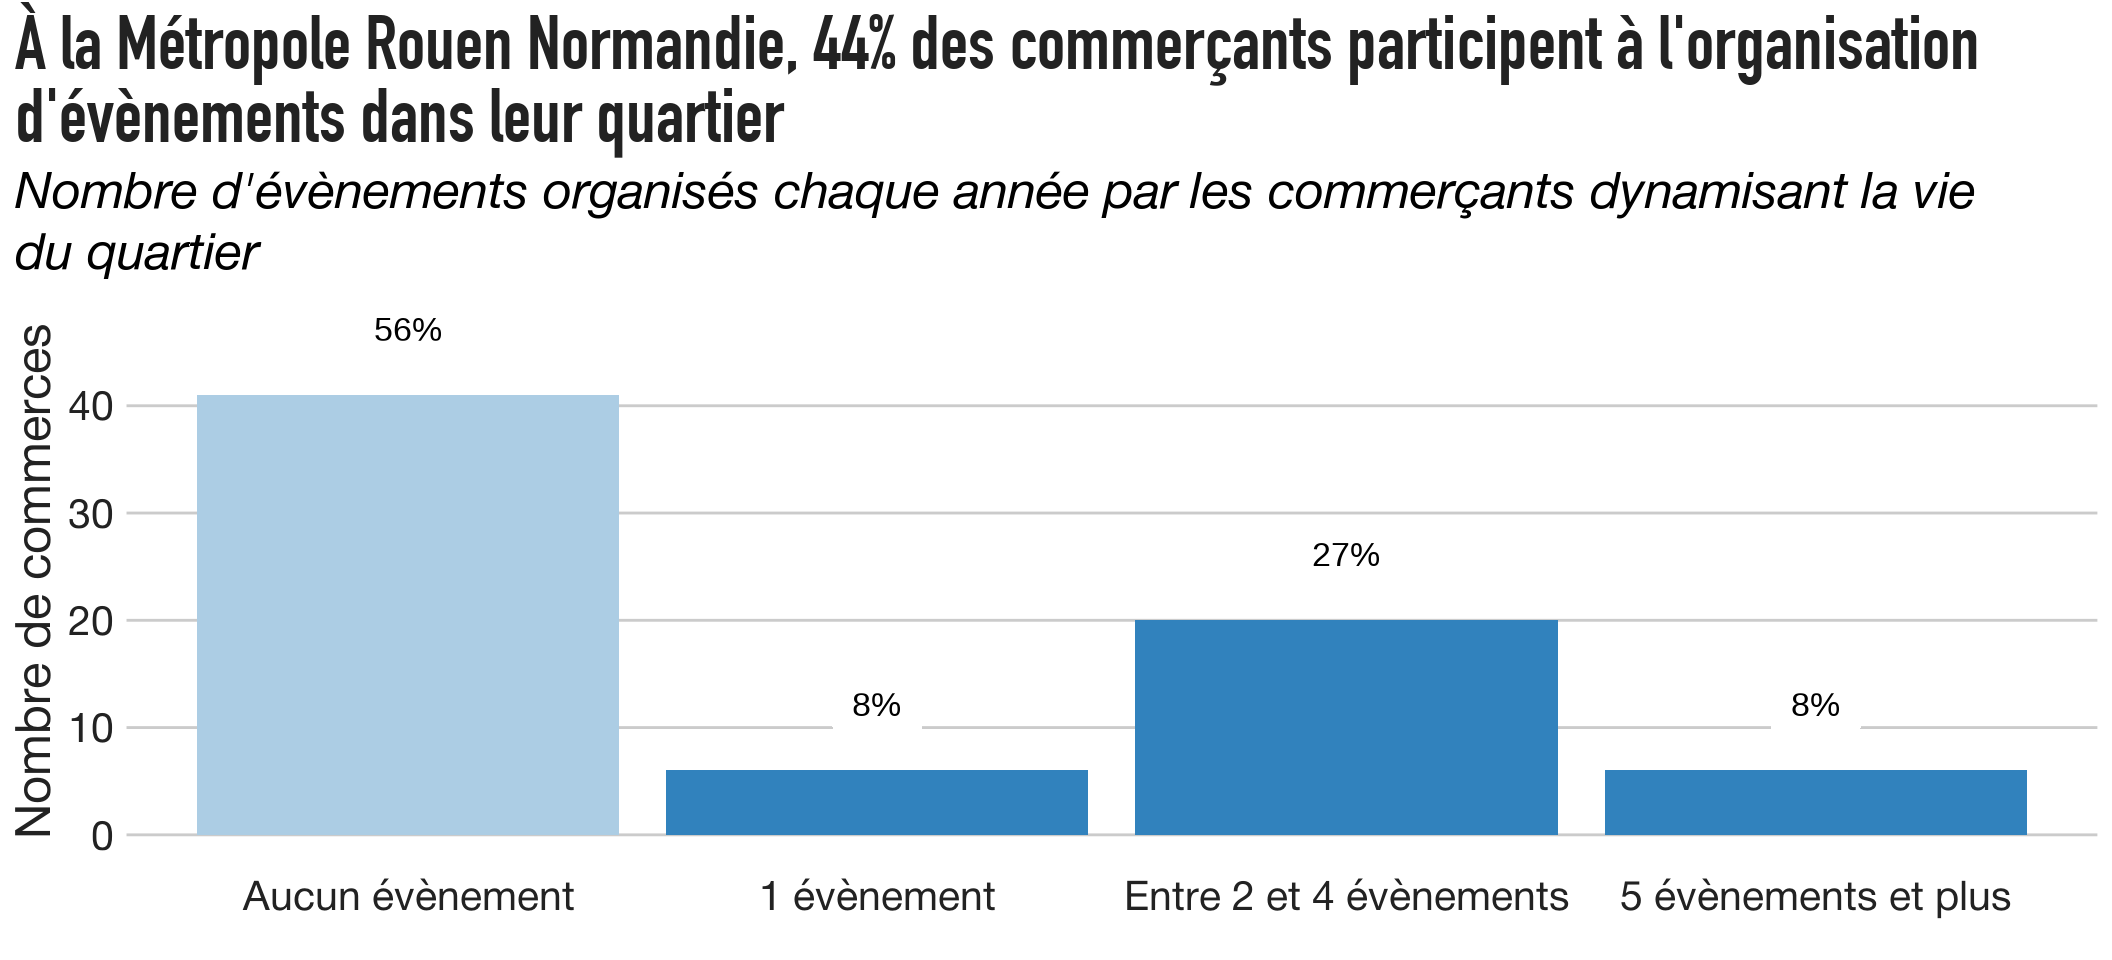 À la Métropole Rouen Normandie, 44% des commerçants participent à l'organisation
d'évènements dans leur quartier
Nombre d'évènements organisés chaque année par les commerçants dynamisant la vie
du quartier
Nombre de commerces
56%
40
30
27%
20
8%
8%
10
0
Aucun évènement
1 évènement
Entre 2 et 4 évènements
5 évènements et plus